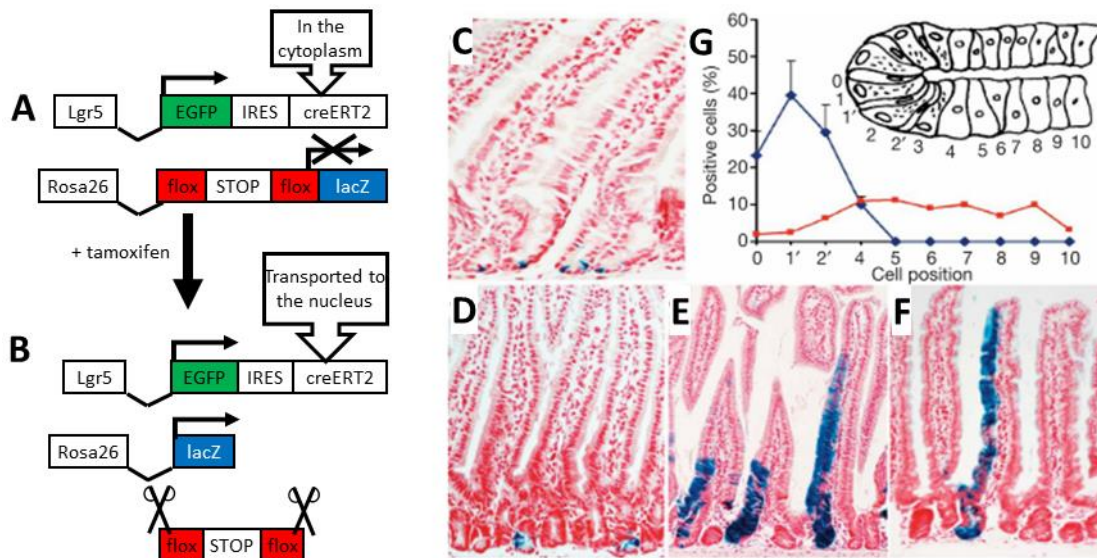 A
In the
cytoplasm
Lgr5
EGFP
IRES
creERT2
Rosa26
flox
STOP
flox
lacZ
+ tamoxifen
Transported to
the nucleus
B
Lgr5
EGFP
IRES
creERT2
Rosa26
lacZ
flox
STOP
flox
C
D
E
F
G
Positive cells (%)
60
50
40
30
20
10
0
0 1' 2' 4 5 6 7 8 9 10
Cell position
0
1
1'
2
2'
3
4
5 6 7 8 9 10